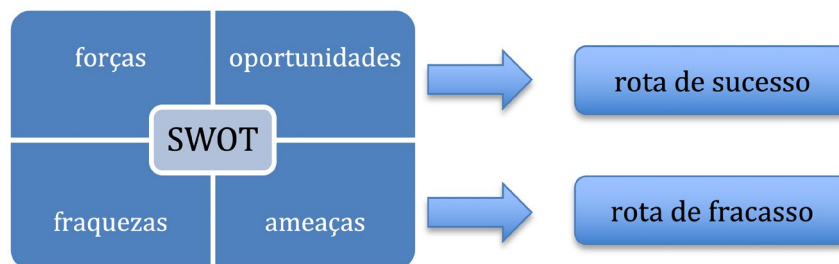 forças
oportunidades
SWOT
fraquezas
ameaças
rota de sucesso
rota de fracasso